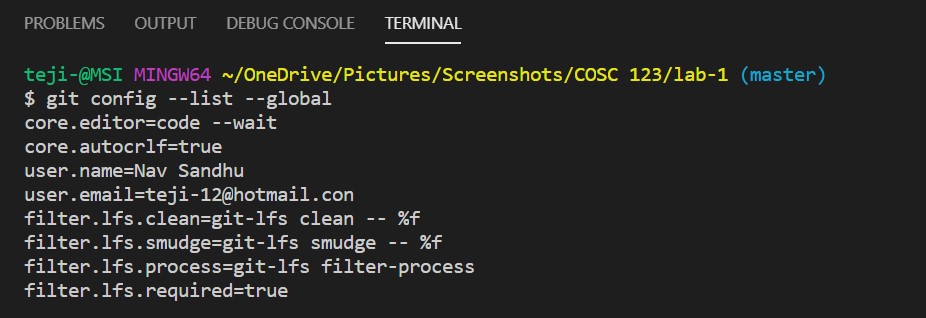 PROBLEMS OUTPUT DEBUG CONSOLE TERMINAL
teji-@MSI MINGW64 ~/OneDrive/Pictures/Screenshots/COSC 123/lab-1 (master)
$ git config --list --global
core.editor=code --wait
core.autocrlf=true
user.name=Nav Sandhu
user.email=teji-12@hotmail.con
filter.lfs.clean=git-lfs clean -- %f
filter.lfs.smudge=git-lfs smudge -- %f
filter.lfs.process=git-lfs filter-process
filter.lfs.required=true